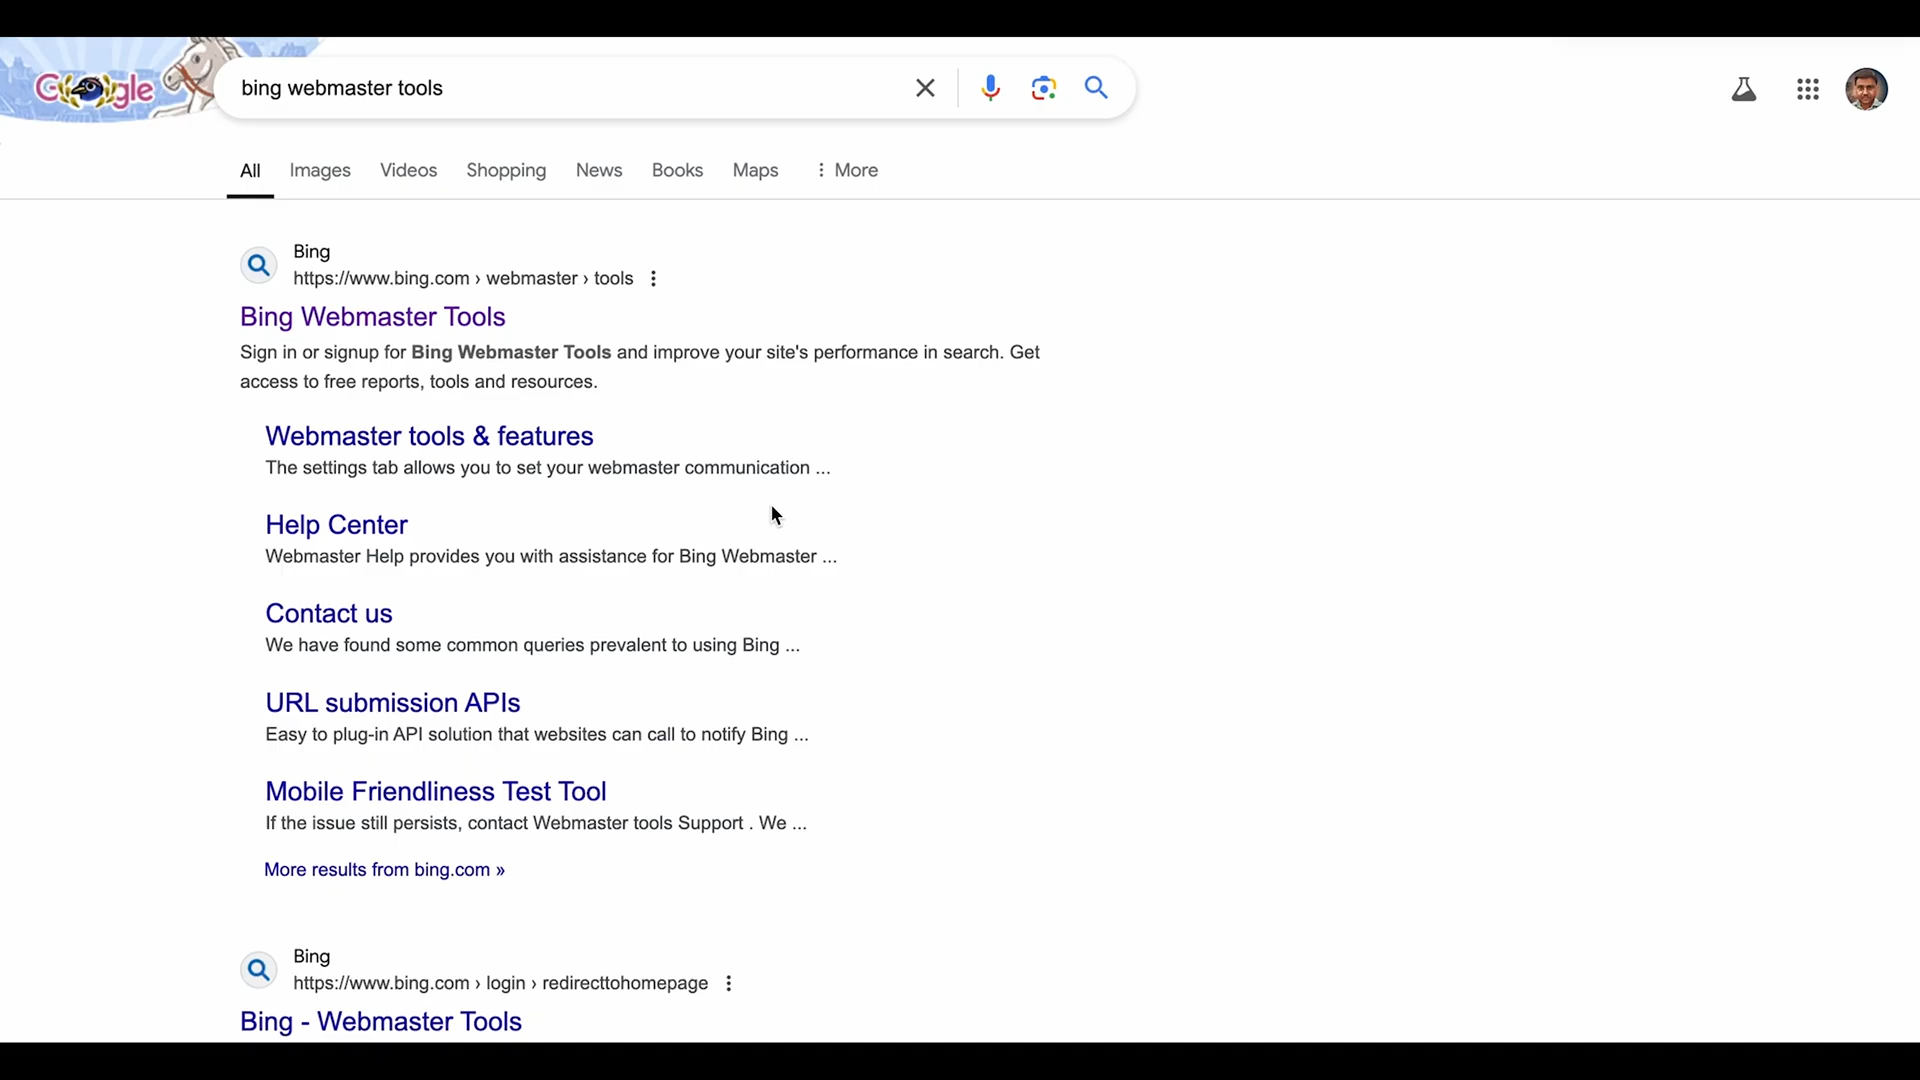 Google
bing webmaster tools
All Images Videos Shopping News Books Maps More
Bing
https://www.bing.com › webmaster › tools
Bing Webmaster Tools
Sign in or signup for Bing Webmaster Tools and improve your site's performance in search. Get
access to free reports, tools and resources.
Webmaster tools & features
The settings tab allows you to set your webmaster communication ...
Help Center
Webmaster Help provides you with assistance for Bing Webmaster ...
Contact us
We have found some common queries prevalent to using Bing ...
URL submission APIs
Easy to plug-in API solution that websites can call to notify Bing ...
Mobile Friendliness Test Tool
If the issue still persists, contact Webmaster tools Support . We ...
More results from bing.com »
Bing
https://www.bing.com › login › redirecttohomepage
Bing - Webmaster Tools